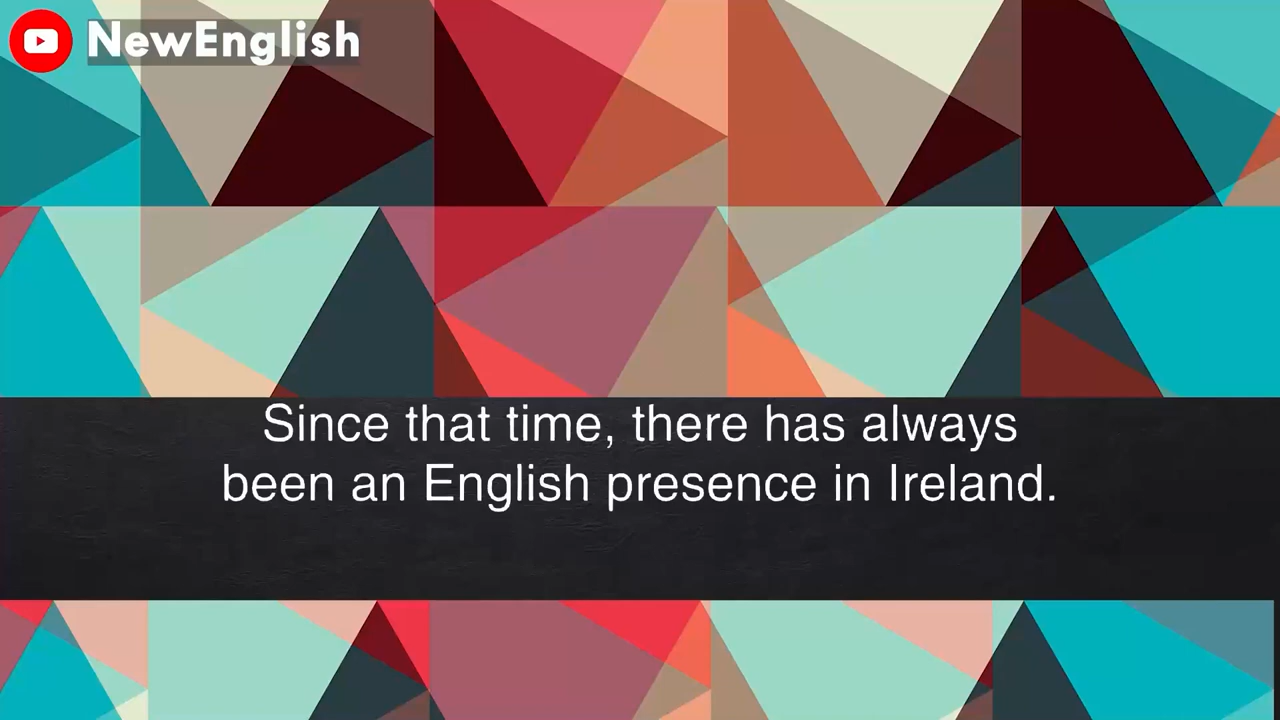 NewEnglish
Since that time, there has always
been an English presence in Ireland.